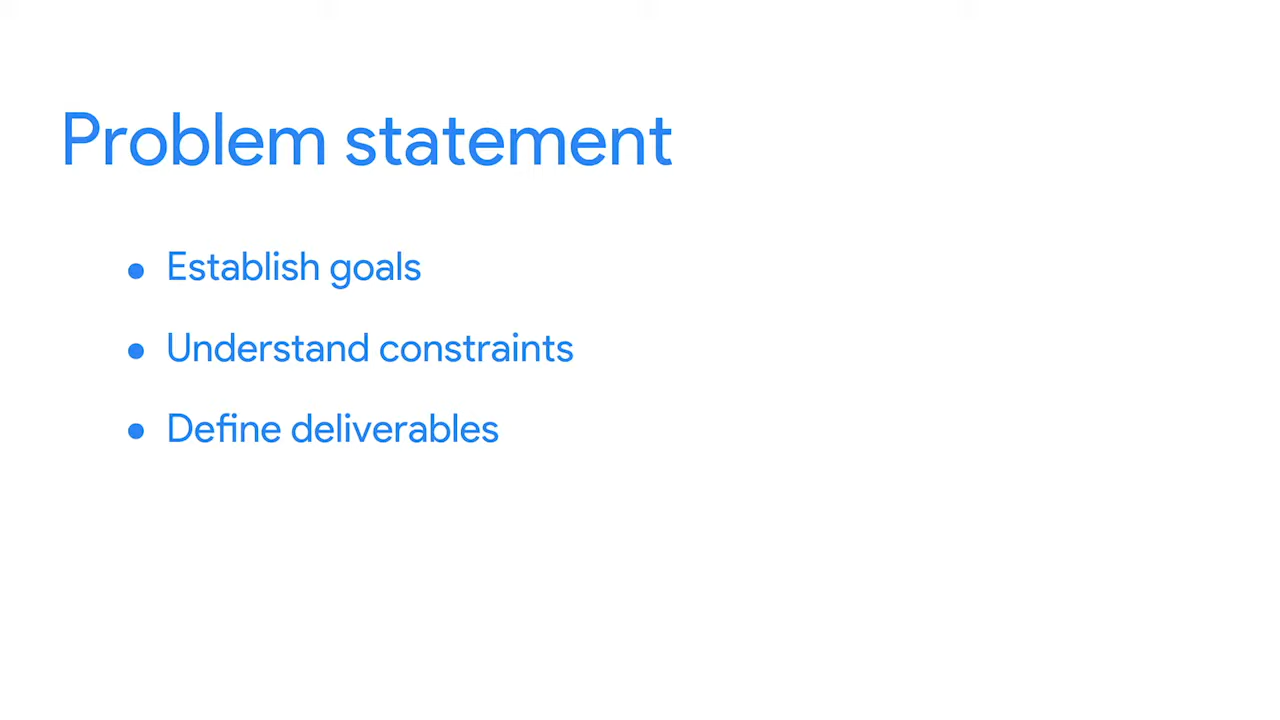 Problem statement
• Establish goals
• Understand constraints
• Define deliverables